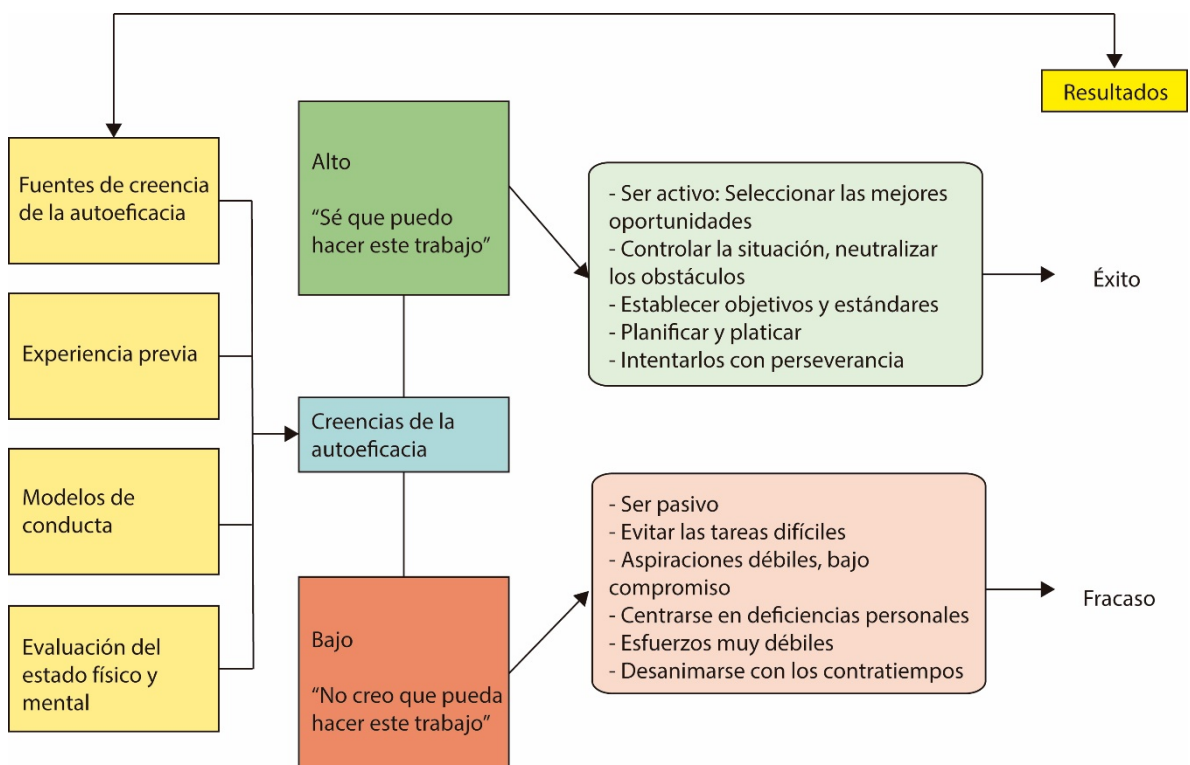 Resultados
Fuentes de creencia
de la autoeficacia
Experiencia previa
Modelos de
conducta
Evaluación del
estado físico y
mental
Alto
“Sé que puedo
hacer este trabajo”
Creencias de la
autoeficacia
Bajo
“No creo que pueda
hacer este trabajo”
- Ser activo: Seleccionar las mejores
oportunidades
- Controlar la situación, neutralizar
los obstáculos
- Establecer objetivos y estándares
- Planificar y platicar
- Intentarlos con perseverancia
Éxito
- Ser pasivo
- Evitar las tareas difíciles
- Aspiraciones débiles, bajo
compromiso
- Centrarse en deficiencias personales
- Esfuerzos muy débiles
- Desanimarse con los contratiempos
Fracaso